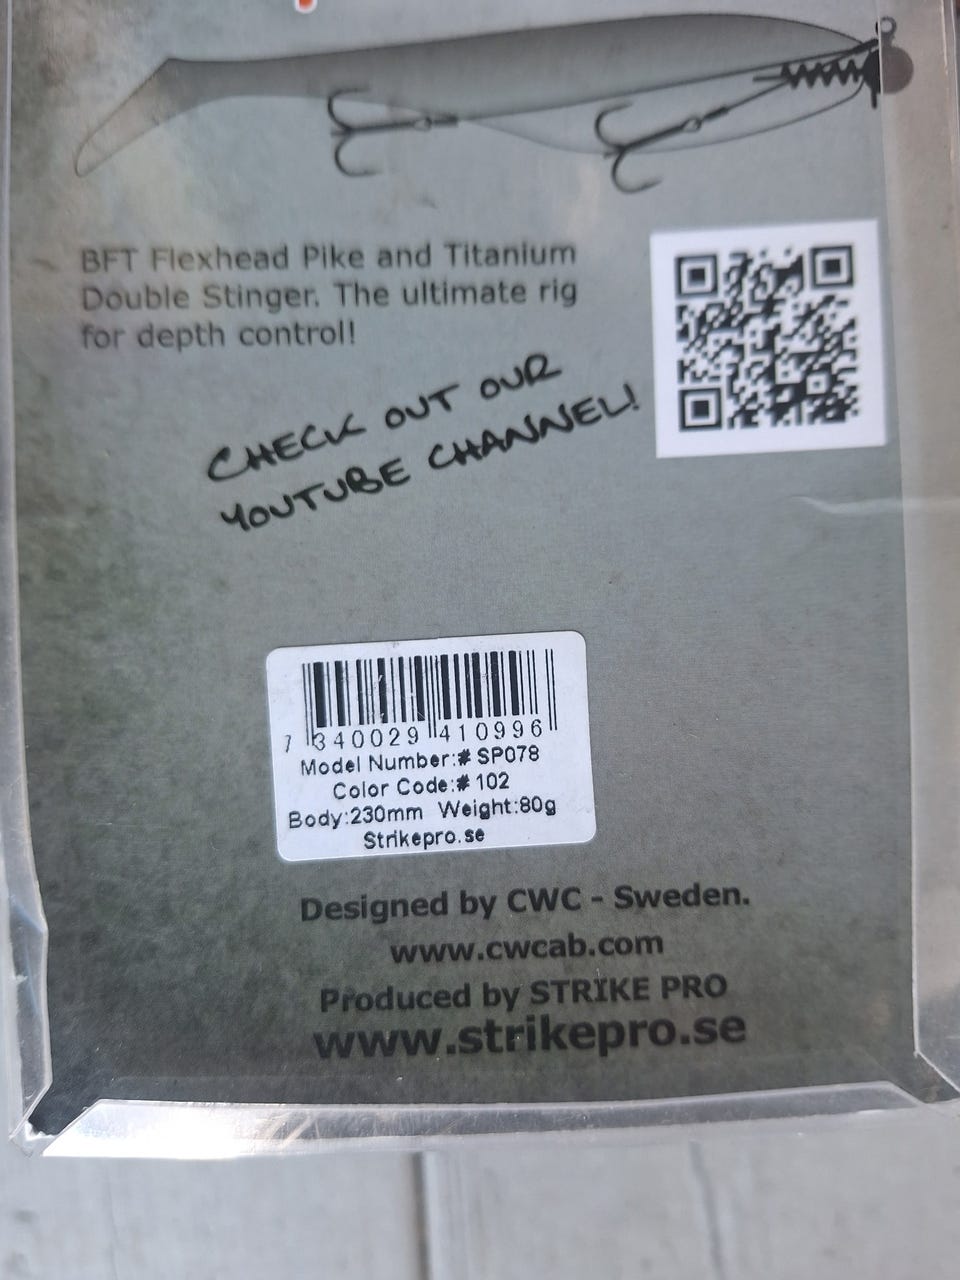 BFT Flexhead Pike and Titanium
Double Stinger. The ultimate rig
for depth control!
CHECK OUT OUR
YOUTUBE CHANNEL!
7 340029 410996
Model Number:# SP078
Color Code:# 102
Body:230mm Weight:80g
Strikepro.se
Designed by CWC - Sweden.
www.cwcab.com
Produced by STRIKE PRO
www.strikepro.se